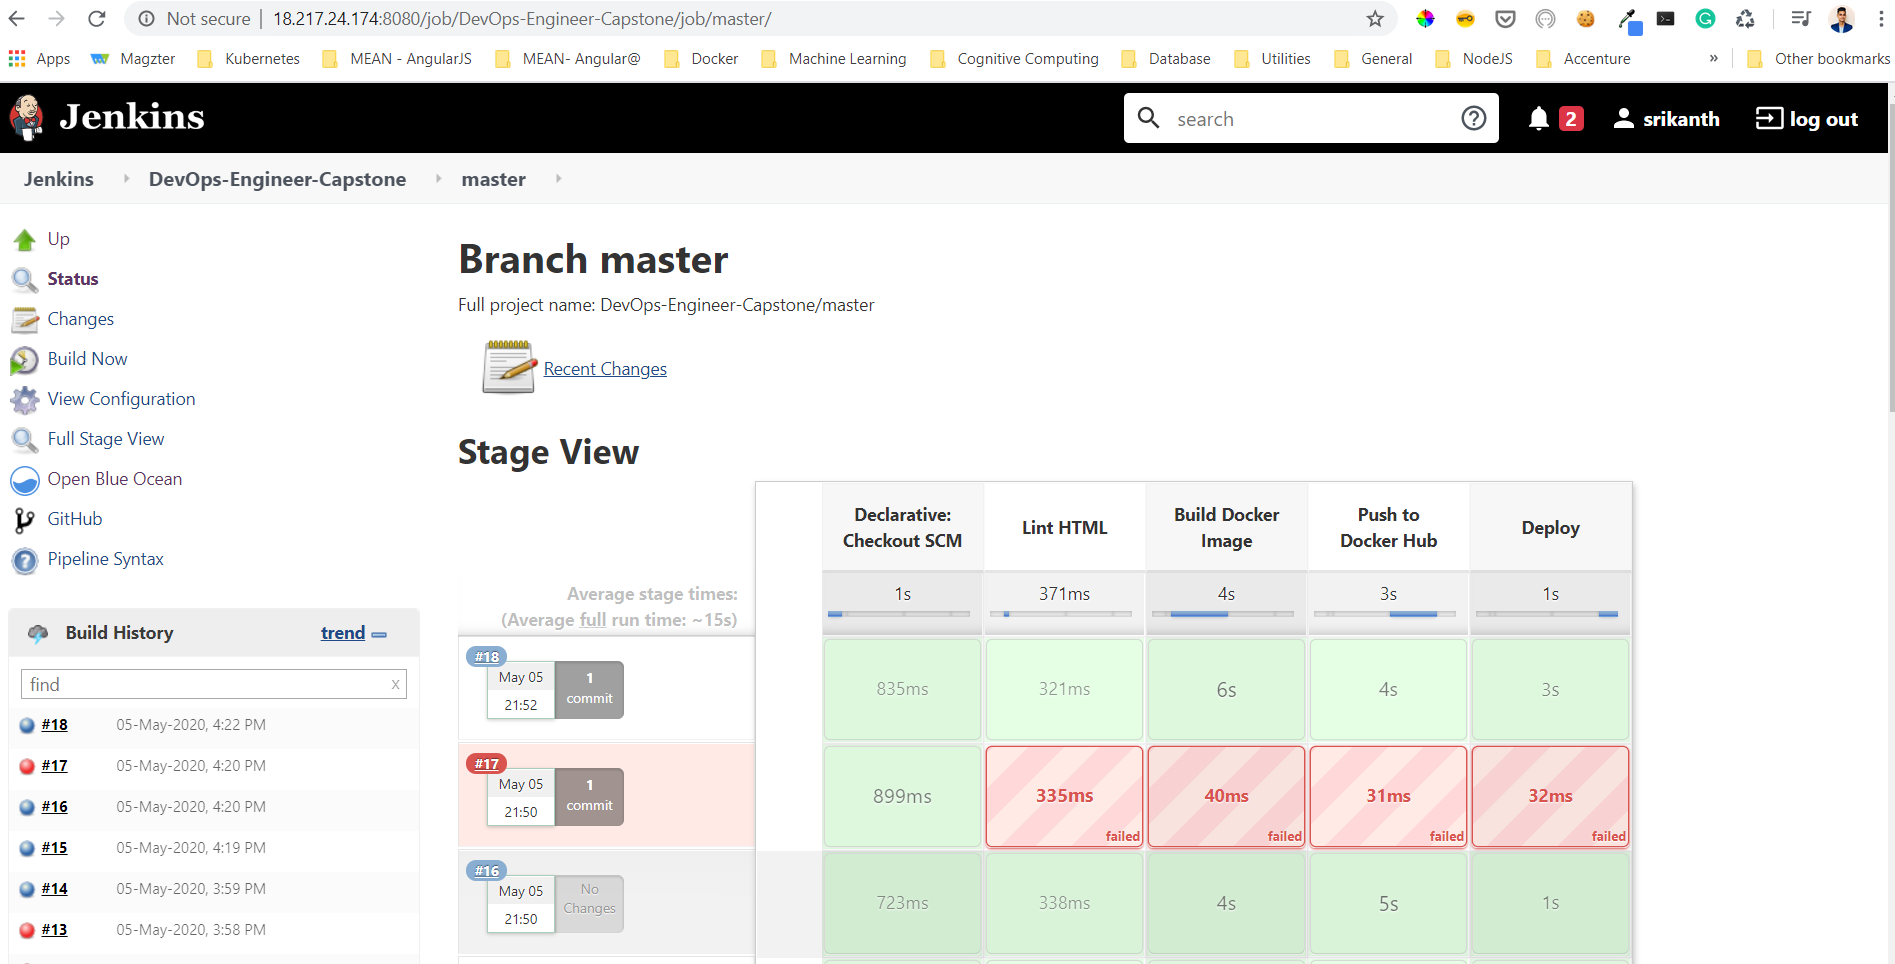 Not secure | 18.217.24.174:8080/job/DevOps-Engineer-Capstone/job/master/
Apps Magzter Kubernetes MEAN - AngularJS MEAN- Angular@ Docker Machine Learning Cognitive Computing Database Utilities General NodeJS Accenture » Other bookmarks
Jenkins search 2 srikanth log out
Jenkins DevOps-Engineer-Capstone master
Up
Status
Changes
Build Now
View Configuration
Full Stage View
Open Blue Ocean
GitHub
Pipeline Syntax
Build History trend
find x
#18 05-May-2020, 4:22 PM
#17 05-May-2020, 4:20 PM
#16 05-May-2020, 4:20 PM
#15 05-May-2020, 4:19 PM
#14 05-May-2020, 3:59 PM
#13 05-May-2020, 3:58 PM
Branch master
Full project name: DevOps-Engineer-Capstone/master
Recent Changes
Stage View
Declarative:
Checkout SCM
Lint HTML
Build Docker
Image
Push to
Docker Hub
Deploy
Average stage times:
(Average full run time: ~15s)
1s 371ms 4s 3s 1s
#18
May 05
21:52
1
commit
835ms 321ms 6s 4s 3s
#17
May 05
21:50
1
commit
899ms
335ms
failed
40ms
failed
31ms
failed
32ms
failed
#16
May 05
21:50
No
Changes
723ms 338ms 4s 5s 1s